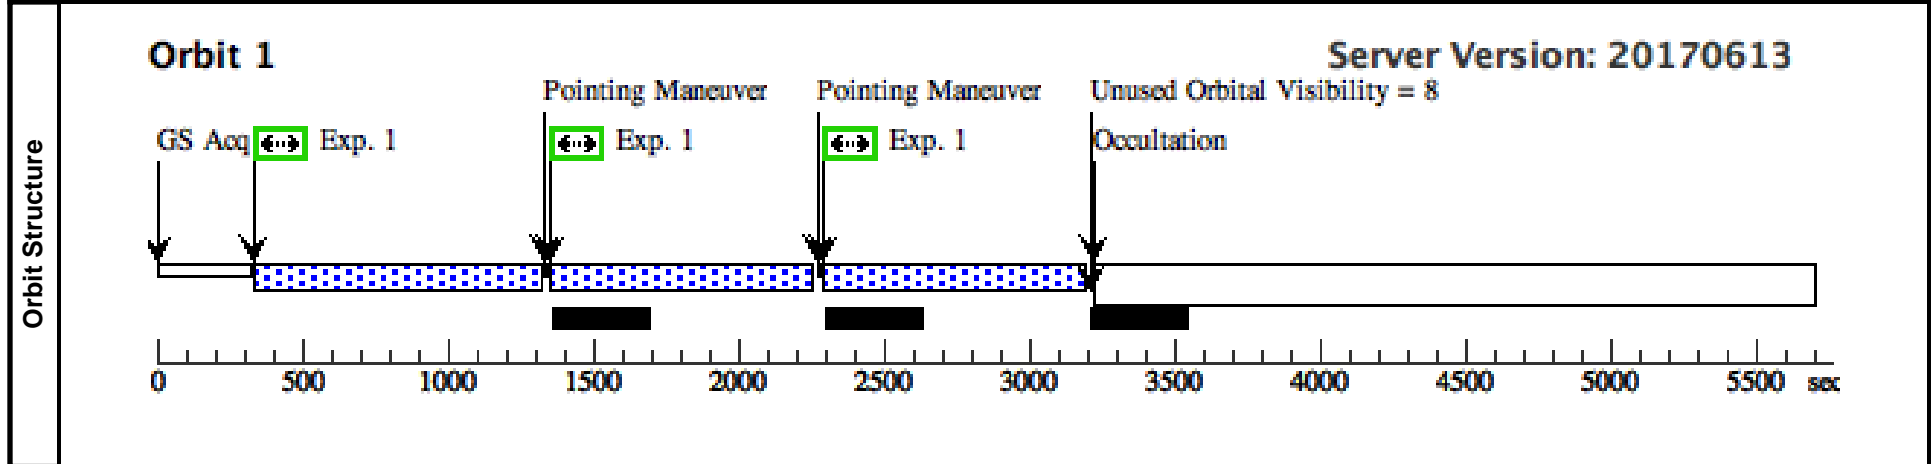 Orbit Structure
Orbit 1
Server Version: 20170613
Pointing Maneuver
Pointing Maneuver
Unused Orbital Visibility = 8
GS Acq
Exp. 1
Exp. 1
Exp. 1
Occultation
0 500 1000 1500 2000 2500 3000 3500 4000 4500 5000 5500 sec